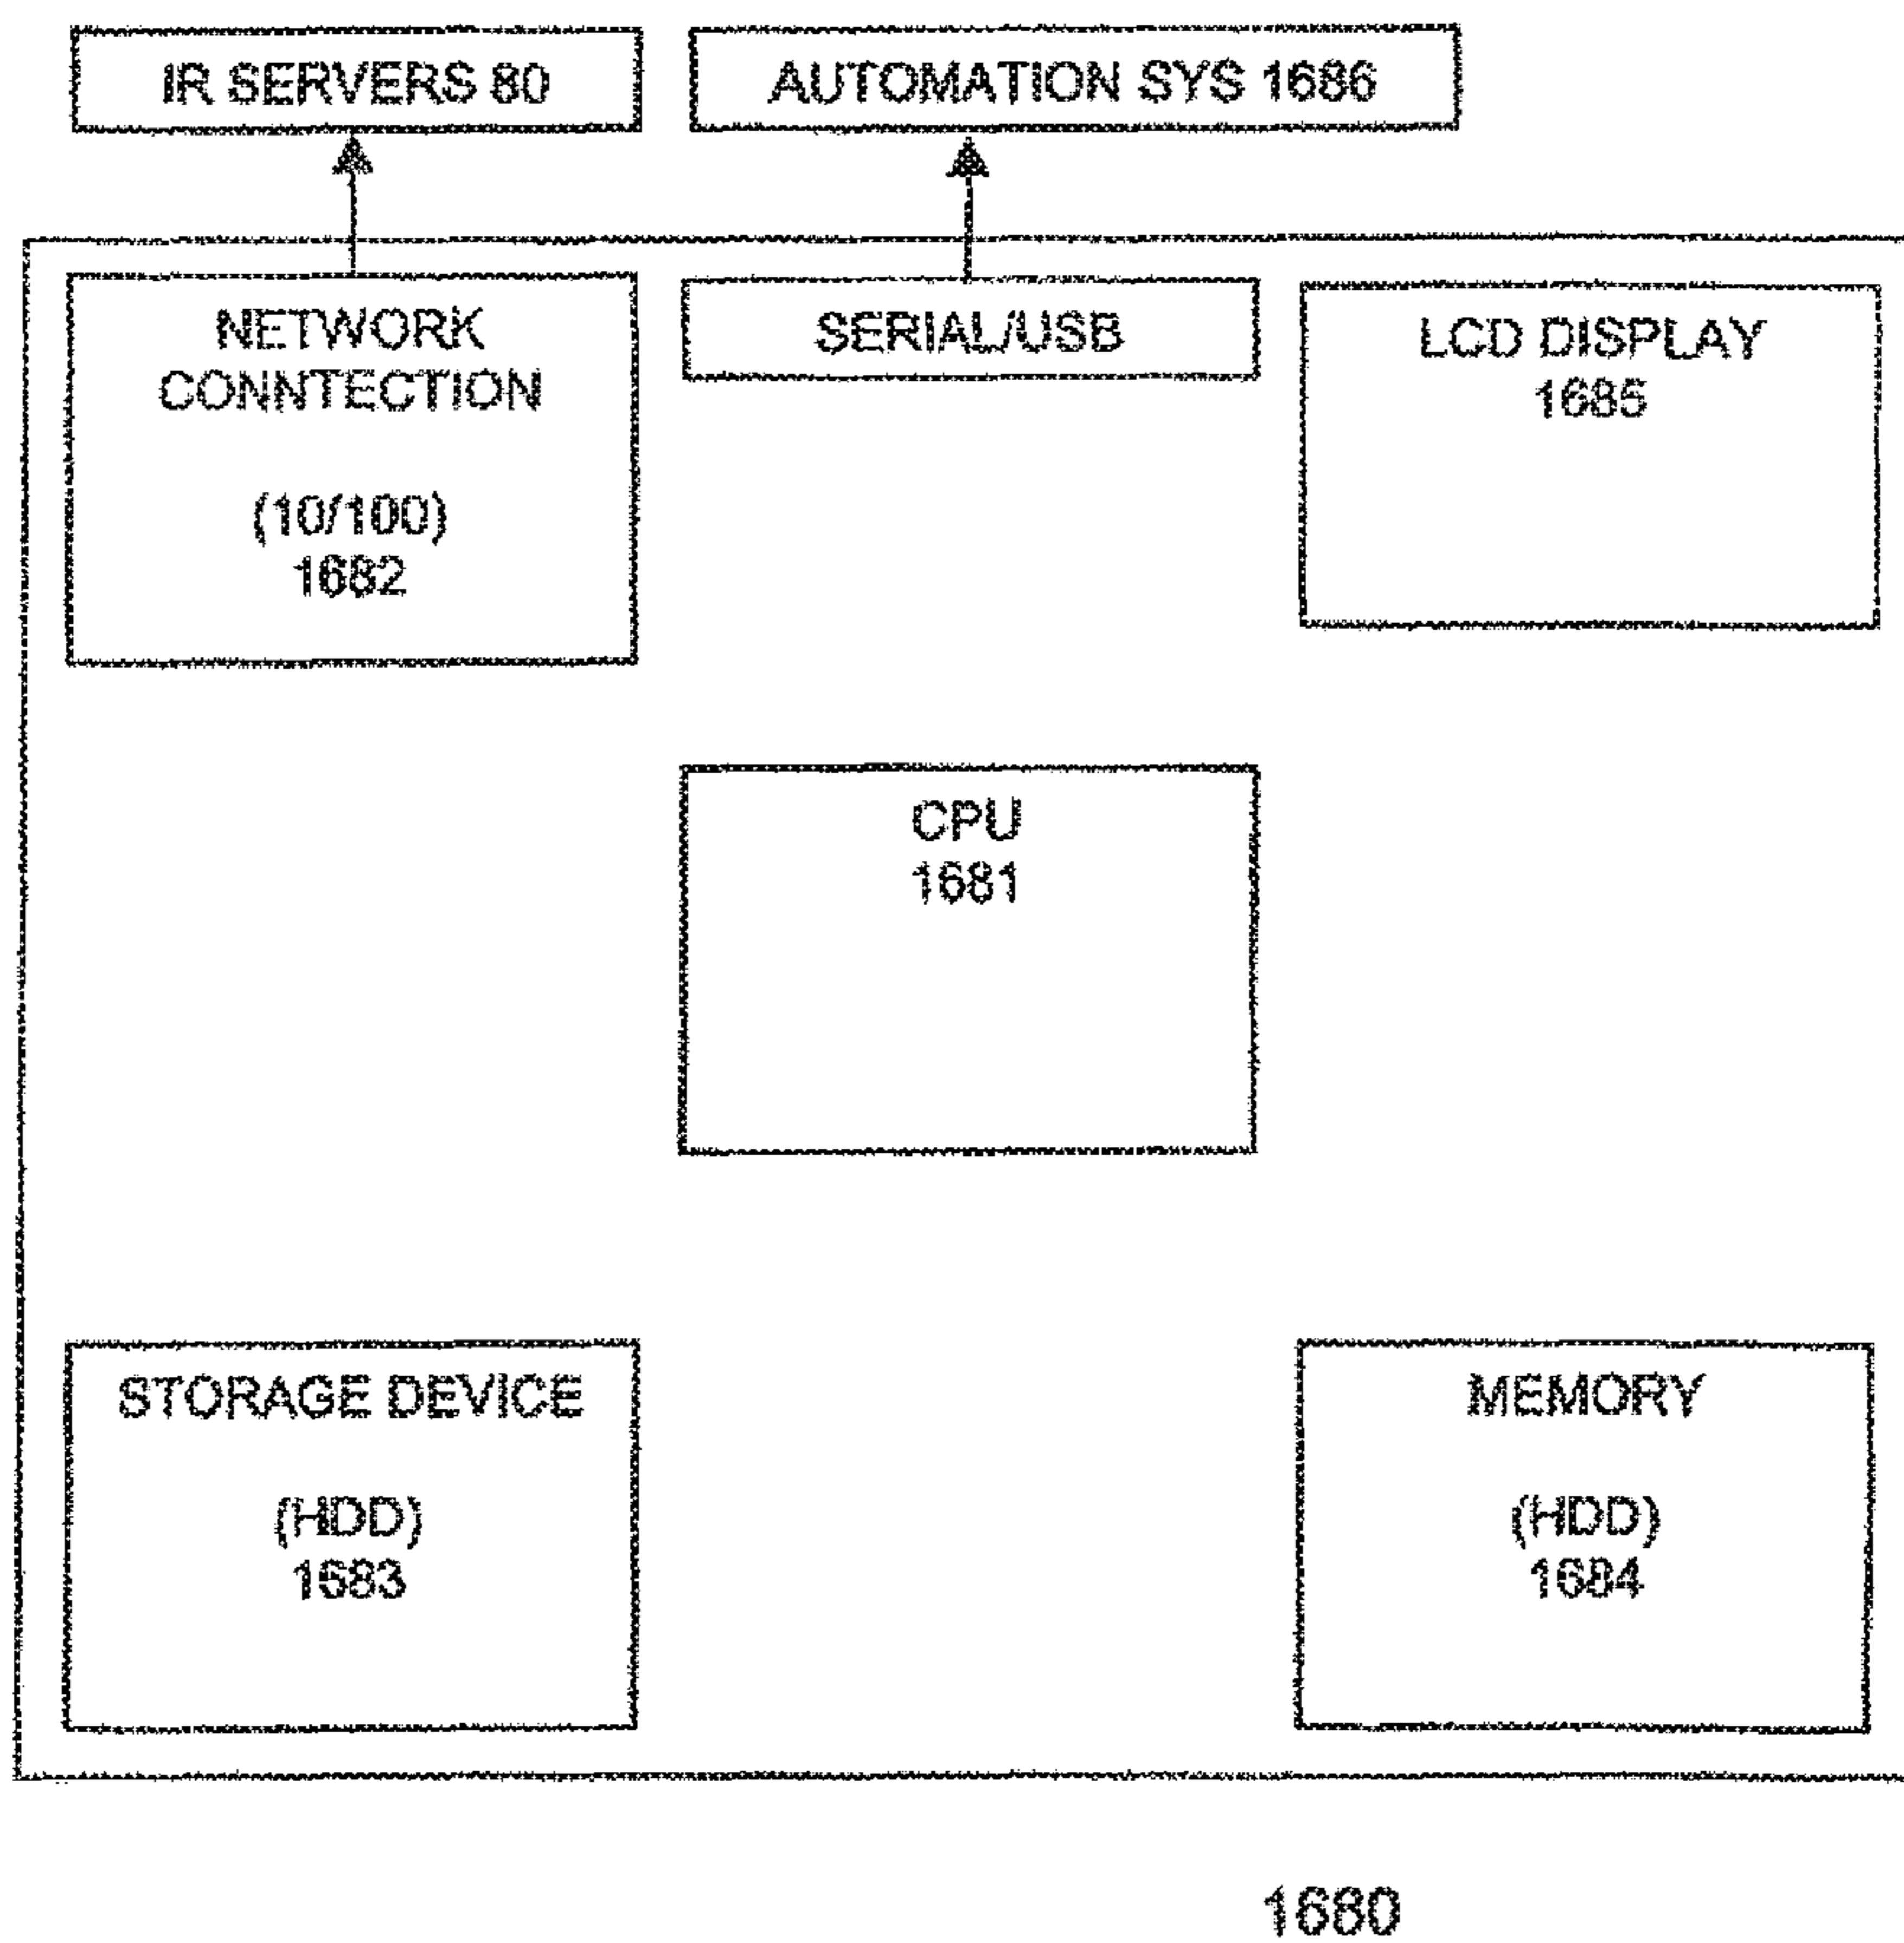 IR SERVERS 80
AUTOMATION SYS 1686
NETWORK
CONNTECTION
(10/100)
1682
SERIAL/USB
LCD DISPLAY
1685
CPU
1681
STORAGE DEVICE
(HDD)
1683
MEMORY
(HDD)
1684
1680